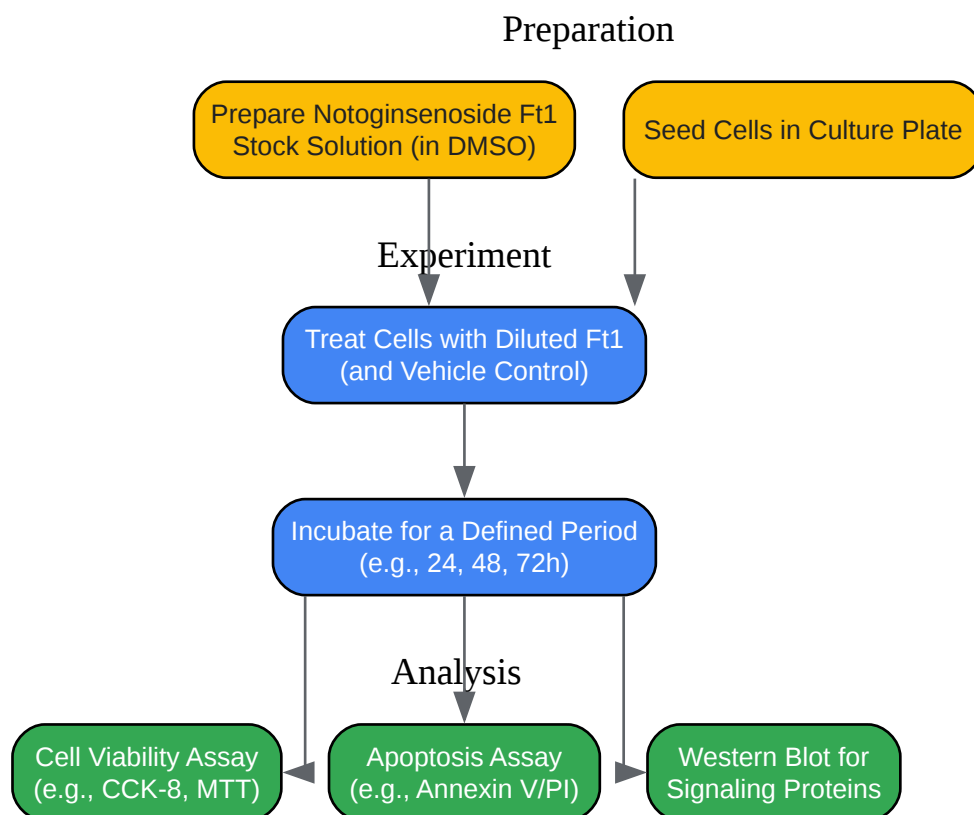 Preparation
Prepare Notoginsenoside Ft1
Stock Solution (in DMSO)
Seed Cells in Culture Plate
Experiment
Treat Cells with Diluted Ft1
(and Vehicle Control)
Incubate for a Defined Period
(e.g., 24, 48, 72h)
Analysis
Cell Viability Assay
(e.g., CCK-8, MTT)
Apoptosis Assay
(e.g., Annexin V/PI)
Western Blot for
Signaling Proteins